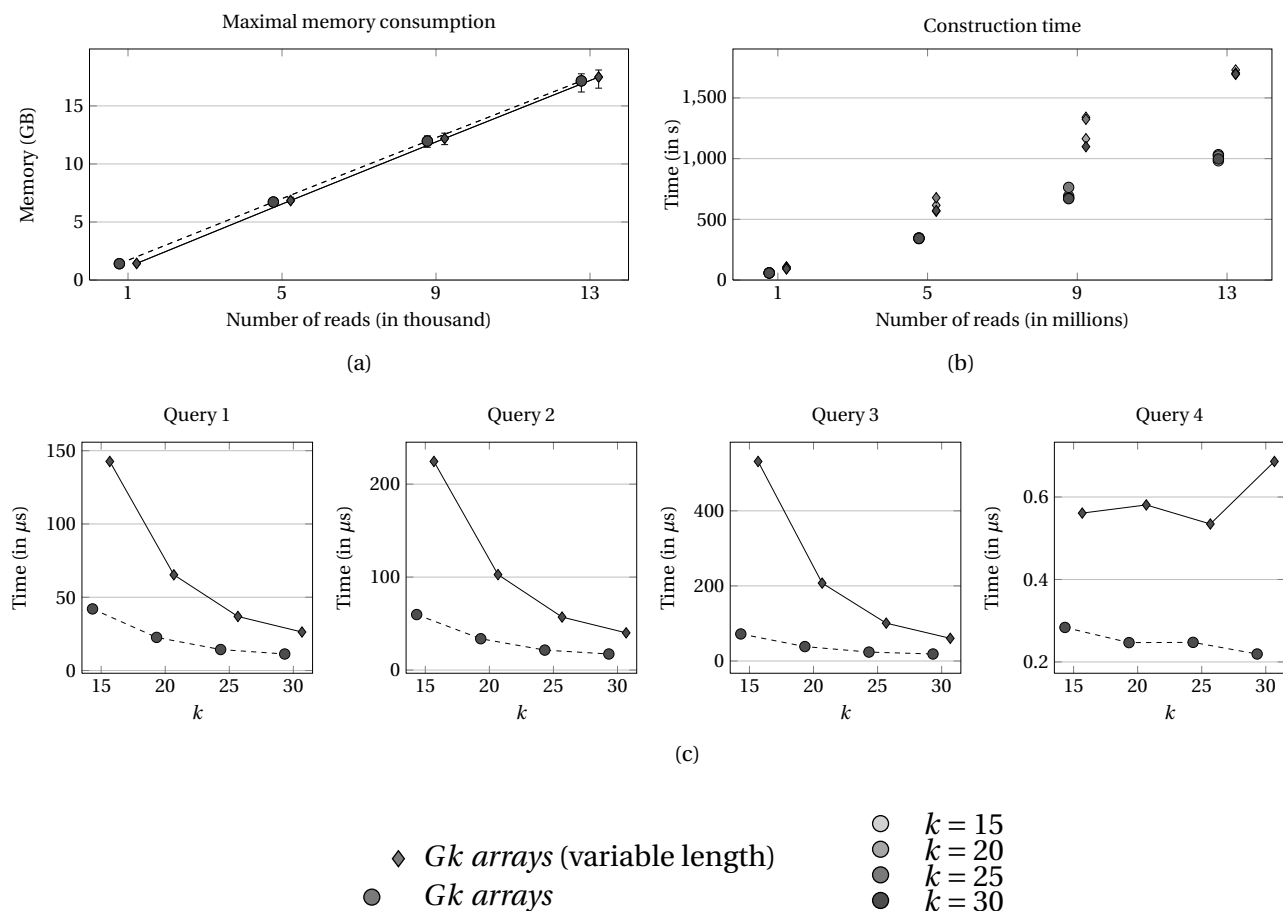 Maximal memory consumption
Memory (GB)
15
10
5
0
1 5 9 13
Number of reads (in thousand)
(a)
Construction time
Time (in s)
1,500
1,000
500
0
1 5 9 13
Number of reads (in millions)
(b)
Query 1
Time (in μs)
150
100
50
0
15 20 25 30
k
Query 2
Time (in μs)
200
100
0
15 20 25 30
k
Query 3
Time (in μs)
400
200
0
15 20 25 30
k
Query 4
Time (in μs)
0.6
0.4
0.2
15 20 25 30
k
(c)
Gk arrays (variable length)
Gk arrays
k = 15
k = 20
k = 25
k = 30